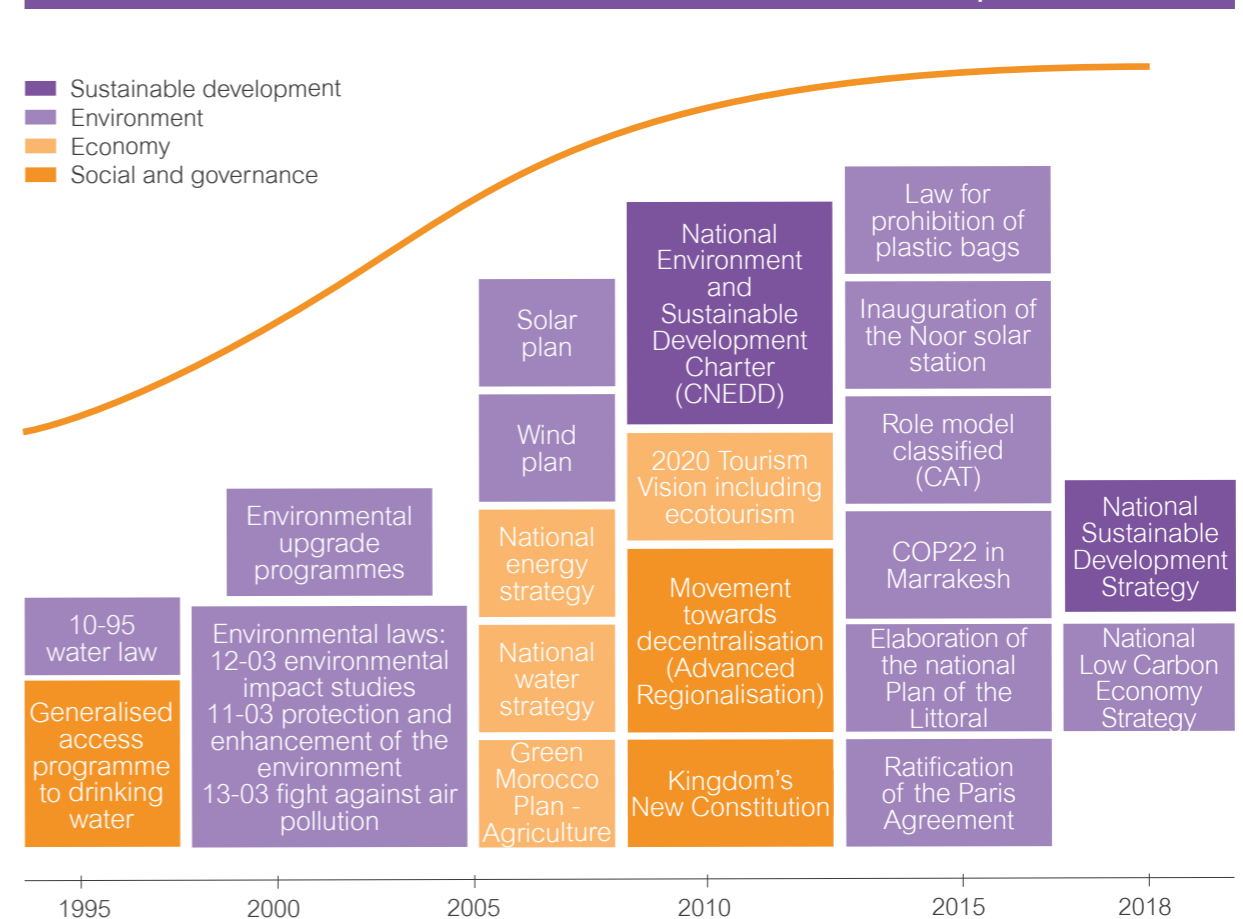 Sustainable development
Environment
Economy
Social and governance
10-95
water law
Generalised
access
programme
to drinking
water
Environmental
upgrade
programmes
Environmental laws:
12-03 environmental
impact studies
11-03 protection and
enhancement of the
environment
13-03 fight against air
pollution
Solar
plan
Wind
plan
National
energy
strategy
National
water
strategy
Green
Morocco
Plan -
Agriculture
National
Environment
and
Sustainable
Development
Charter
(CNEDD)
2020 Tourism
Vision including
ecotourism
Movement
towards
decentralisation
(Advanced
Regionalisation)
Kingdom's
New Constitution
Law for
prohibition of
plastic bags
Inauguration of
the Noor solar
station
Role model
classified
(CAT)
COP22 in
Marrakesh
Elaboration of
the national
Plan of the
Littoral
Ratification
of the Paris
Agreement
National
Sustainable
Development
Strategy
National
Low Carbon
Economy
Strategy
1995
2000
2005
2010
2015
2018